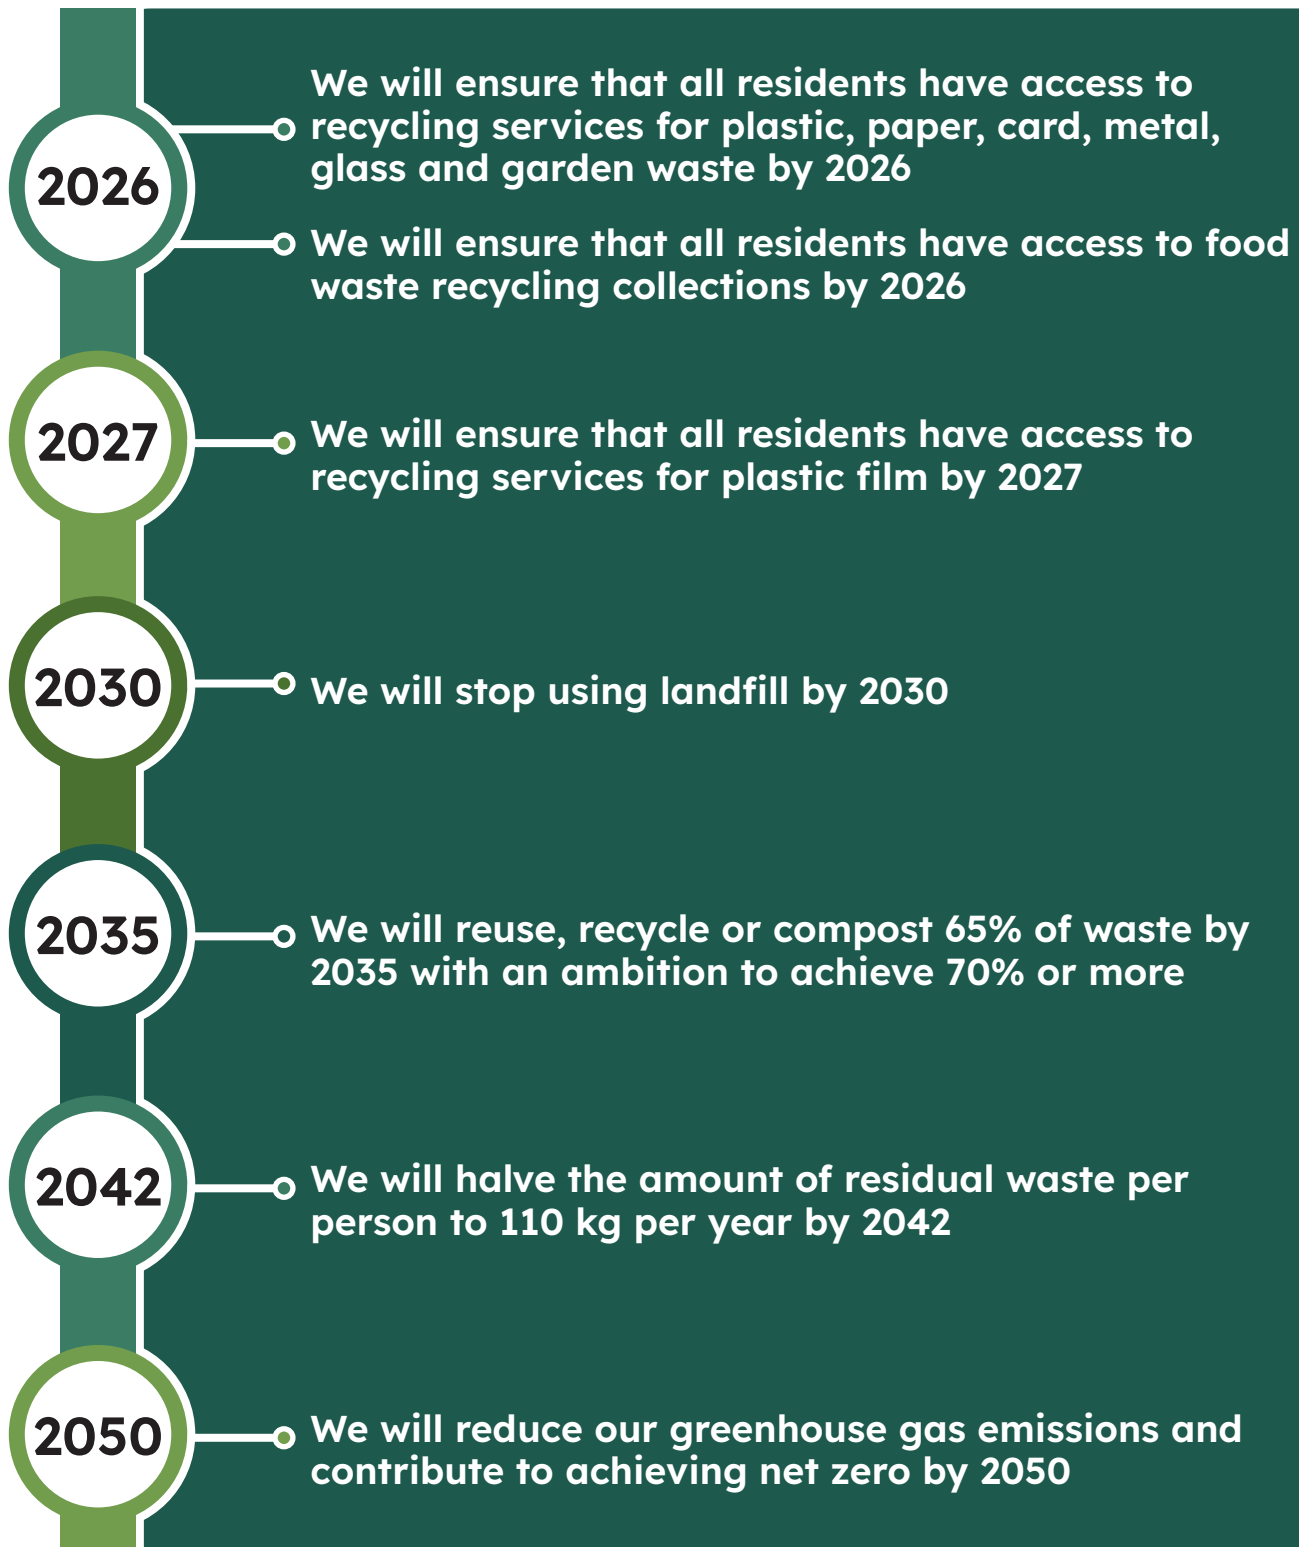 We will ensure that all residents have access to
recycling services for plastic, paper, card, metal,
glass and garden waste by 2026
2026
We will ensure that all residents have access to food
waste recycling collections by 2026
2027
We will ensure that all residents have access to
recycling services for plastic film by 2027
2030
We will stop using landfill by 2030
2035
We will reuse, recycle or compost 65% of waste by
2035 with an ambition to achieve 70% or more
2042
We will halve the amount of residual waste per
person to 110 kg per year by 2042
2050
We will reduce our greenhouse gas emissions and
contribute to achieving net zero by 2050